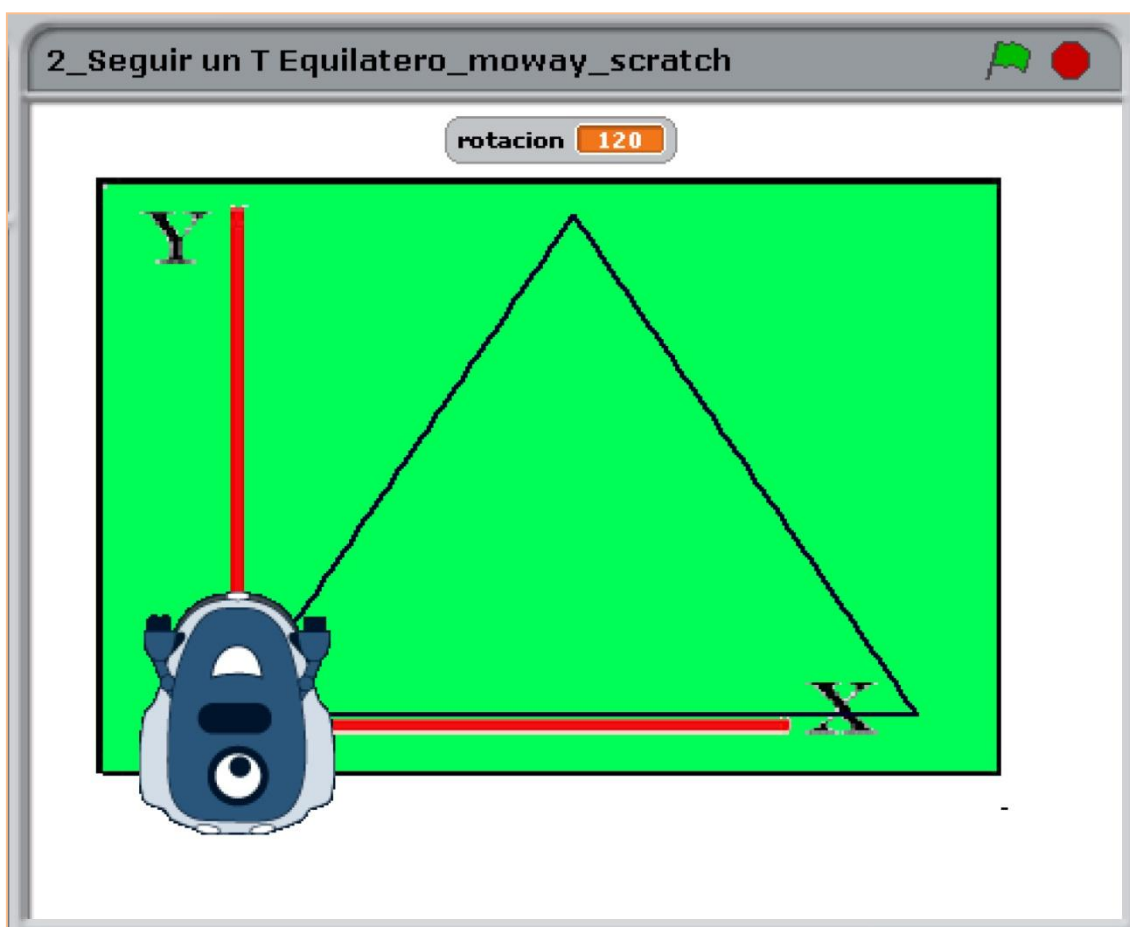 2_Seguir un T Equilatero_moway_scratch
rotacion 120
Y
X